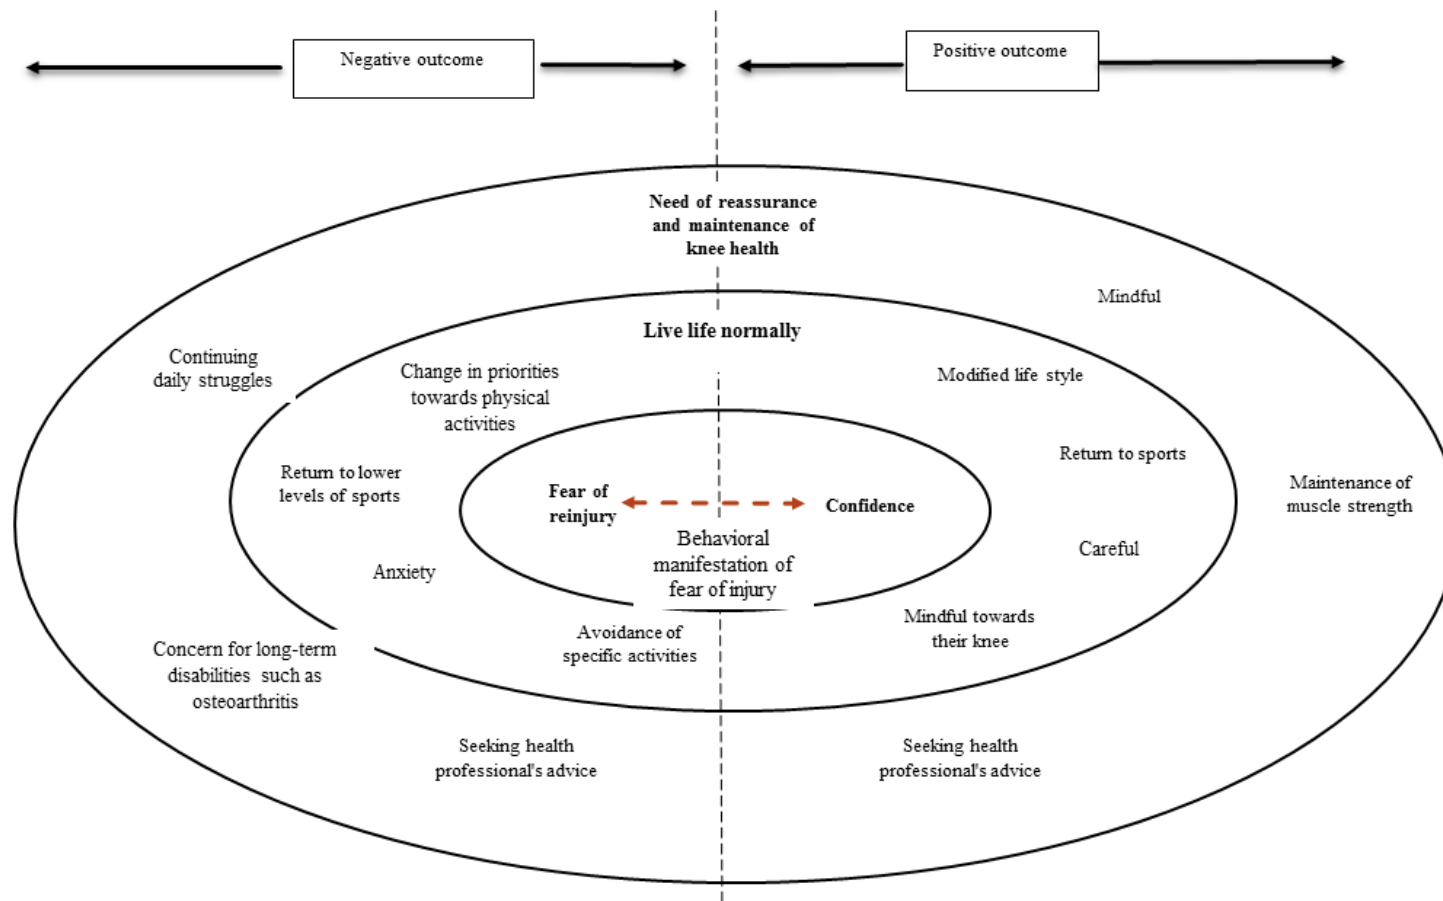 Negative outcome
Positive outcome
Need of reassurance
and maintenance of
knee health
Mindful
Live life normally
Continuing
daily struggles
Change in priorities
towards physical
activities
Modified life style
Return to lower
levels of sports
Return to sports
Maintenance of
muscle strength
Fear of
reinjury
Confidence
Behavioral
manifestation of
fear of injury
Careful
Anxiety
Avoidance of
specific activities
Mindful towards
their knee
Concern for long-term
disabilities such as
osteoarthritis
Seeking health
professional's advice
Seeking health
professional's advice